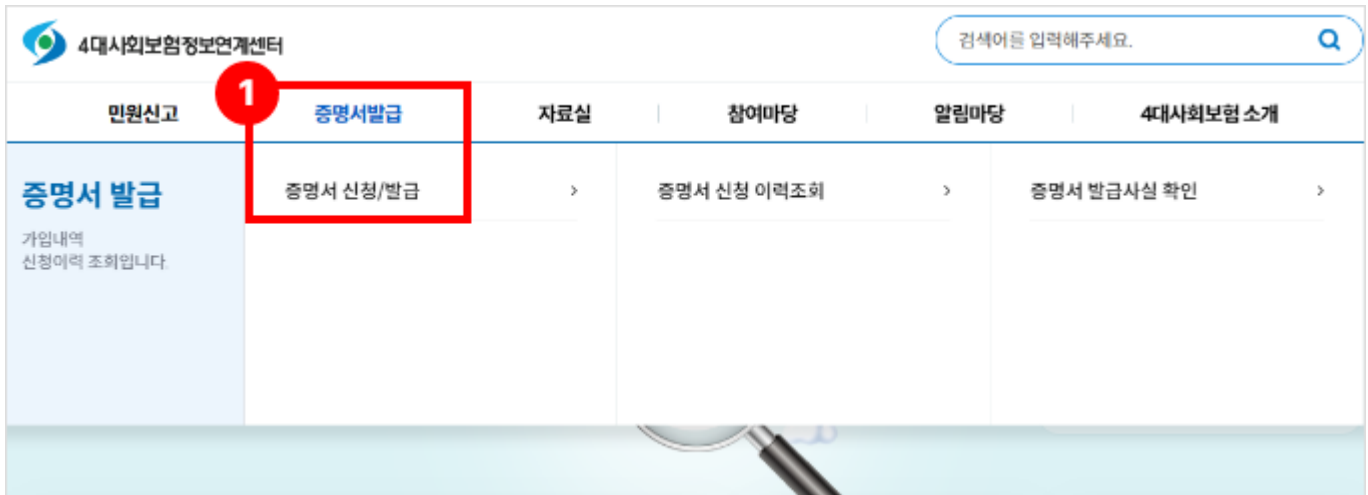 4대사회보험정보연계센터
검색어를 입력해주세요.
1
민원신고 증명서발급 자료실 참여마당 알림마당 4대사회보험 소개
증명서 발급
가입내역
신청이력 조회입니다.
증명서 신청/발급 >
증명서 신청 이력조회 >
증명서 발급사실 확인 >